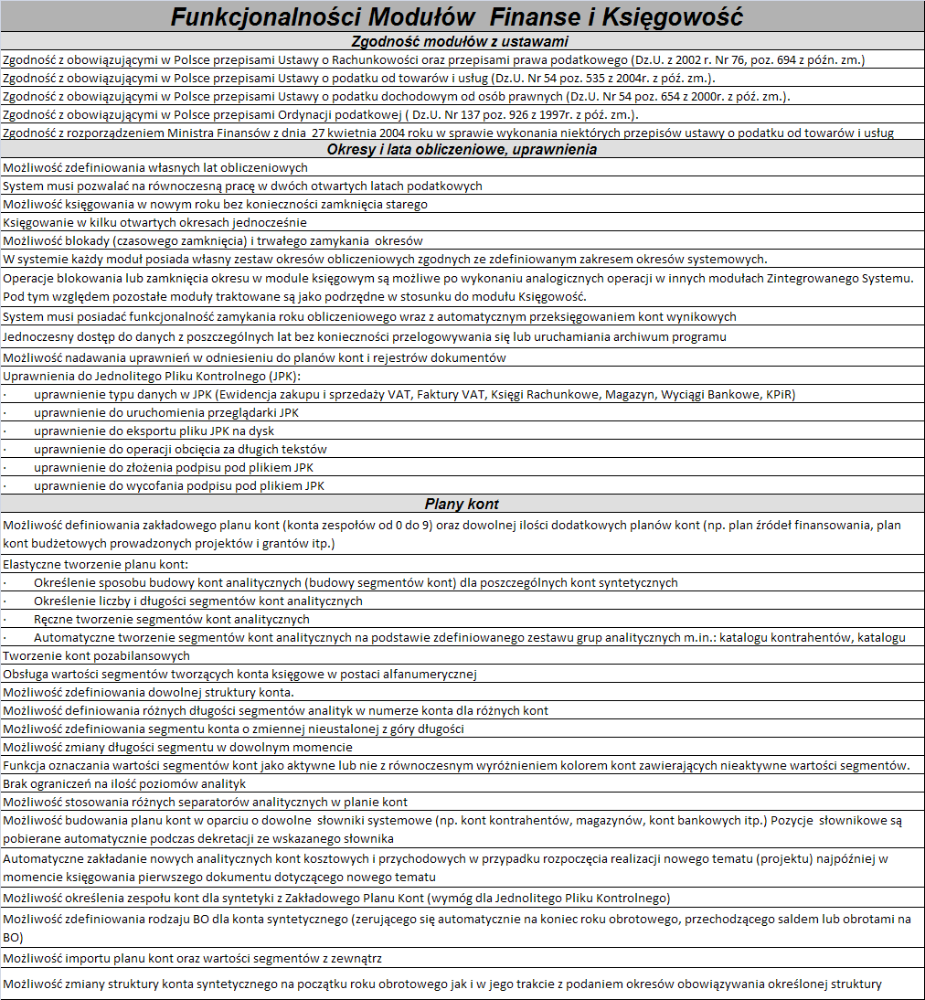 Funkcjonalności Modułów Finanse i Księgowość
Zgodność modułów z ustawami
Zgodność z obowiązującymi w Polsce przepisami Ustawy o Rachunkowości oraz przepisami prawa podatkowego (Dz.U. z 2002 r. Nr 76, poz. 694 z późn. zm.)
Zgodność z obowiązującymi w Polsce przepisami Ustawy o podatku od towarów i usług (Dz.U. Nr 54 poz. 535 z 2004r. z póź. zm.).
Zgodność z obowiązującymi w Polsce przepisami Ustawy o podatku dochodowym od osób prawnych (Dz.U. Nr 54 poz. 654 z 2000r. z póź. zm.).
Zgodność z obowiązującymi w Polsce przepisami Ordynacji podatkowej ( Dz.U. Nr 137 poz. 926 z 1997r. z póź. zm.).
Zgodność z rozporządzeniem Ministra Finansów z dnia 27 kwietnia 2004 roku w sprawie wykonania niektórych przepisów ustawy o podatku od towarów i usług
Okresy i lata obliczeniowe, uprawnienia
Możliwość zdefiniowania własnych lat obliczeniowych
System musi pozwalać na równoczesną pracę w dwóch otwartych latach podatkowych
Możliwość księgowania w nowym roku bez konieczności zamknięcia starego
Księgowanie w kilku otwartych okresach jednocześnie
Możliwość blokady (czasowego zamknięcia) i trwałego zamykania okresów
W systemie każdy moduł posiada własny zestaw okresów obliczeniowych zgodnych ze zdefiniowanym zakresem okresów systemowych.
Operacje blokowania lub zamknięcia okresu w module księgowym są możliwe po wykonaniu analogicznych operacji w innych modułach Zintegrowanego Systemu.
Pod tym względem pozostałe moduły traktowane są jako podrzędne w stosunku do modułu Księgowość.
System musi posiadać funkcjonalność zamykania roku obliczeniowego wraz z automatycznym przeksięgowaniem kont wynikowych
Jednoczesny dostęp do danych z poszczególnych lat bez konieczności przelogowywania się lub uruchamiania archiwum programu
Możliwość nadawania uprawnień w odniesieniu do planów kont i rejestrów dokumentów
Uprawnienia do Jednolitego Pliku Kontrolnego (JPK):
· uprawnienie typu danych w JPK (Ewidencja zakupu i sprzedaży VAT, Faktury VAT, Księgi Rachunkowe, Magazyn, Wyciągi Bankowe, KPiR)
· uprawnienie do uruchomienia przeglądarki JPK
· uprawnienie do eksportu pliku JPK na dysk
· uprawnienie do operacji obcięcia za długich tekstów
· uprawnienie do złożenia podpisu pod plikiem JPK
· uprawnienie do wycofania podpisu pod plikiem JPK
Plany kont
Możliwość definiowania zakładowego planu kont (konta zespołów od 0 do 9) oraz dowolnej ilości dodatkowych planów kont (np. plan źródeł finansowania, plan
kont budżetowych prowadzonych projektów i grantów itp.)
Elastyczne tworzenie planu kont:
· Określenie sposobu budowy kont analitycznych (budowy segmentów kont) dla poszczególnych kont syntetycznych
· Określenie liczby i długości segmentów kont analitycznych
· Ręczne tworzenie segmentów kont analitycznych
· Automatyczne tworzenie segmentów kont analitycznych na podstawie zdefiniowanego zestawu grup analitycznych m.in.: katalogu kontrahentów, katalogu
Tworzenie kont pozabilansowych
Obsługa wartości segmentów tworzących konta księgowe w postaci alfanumerycznej
Możliwość zdefiniowania dowolnej struktury konta.
Możliwość definiowania różnych długości segmentów analityk w numerze konta dla różnych kont
Możliwość zdefiniowania segmentu konta o zmiennej nieustalonej z góry długości
Możliwość zmiany długości segmentu w dowolnym momencie
Funkcja oznaczania wartości segmentów kont jako aktywne lub nie z równoczesnym wyróżnieniem kolorem kont zawierających nieaktywne wartości segmentów.
Brak ograniczeń na ilość poziomów analityk
Możliwość stosowania różnych separatorów analitycznych w planie kont
Możliwość budowania planu kont w oparciu o dowolne słowniki systemowe (np. kont kontrahentów, magazynów, kont bankowych itp.) Pozycje słownikowe są
pobierane automatycznie podczas dekretacji ze wskazanego słownika
Automatyczne zakładanie nowych analitycznych kont kosztowych i przychodowych w przypadku rozpoczęcia realizacji nowego tematu (projektu) najpóźniej w
momencie księgowania pierwszego dokumentu dotyczącego nowego tematu
Możliwość określenia zespołu kont dla syntetyki z Zakładowego Planu Kont (wymóg dla Jednolitego Pliku Kontrolnego)
Możliwość zdefiniowania rodzaju BO dla konta syntetycznego (zerującego się automatycznie na koniec roku obrotowego, przechodzącego saldem lub obrotami na
BO)
Możliwość importu planu kont oraz wartości segmentów z zewnątrz
Możliwość zmiany struktury konta syntetycznego na początku roku obrotowego jak i w jego trakcie z podaniem okresów obowiązywania określonej struktury